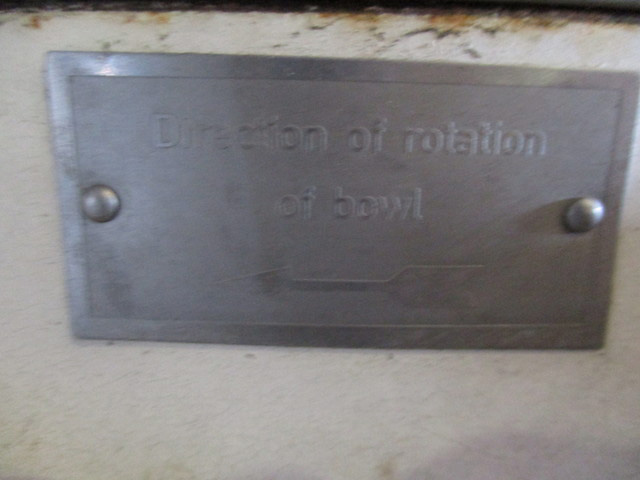 Direction of rotation
of bowl